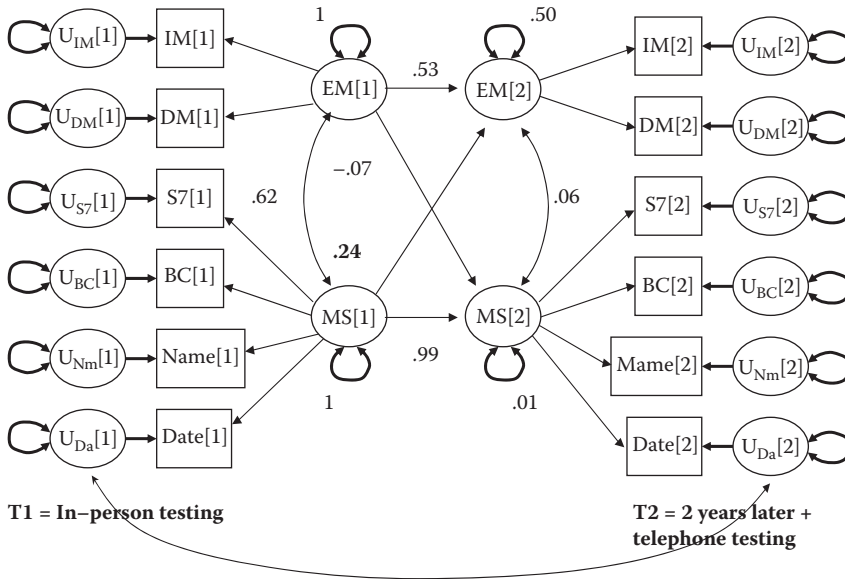 1 .50
U_IM[1] IM[1] EM[1] .53 EM[2] IM[2] U_IM[2]
U_DM[1] DM[1] DM[2] U_DM[2]
–.07
U_S7[1] S7[1] .62 .06 S7[2] U_S7[2]
.24
U_BC[1] BC[1] BC[2] U_BC[2]
MS[1] MS[2]
.99
U_Nm[1] Name[1] Mame[2] U_Nm[2]
1 .01
U_Da[1] Date[1] Date[2] U_Da[2]
T1 = In–person testing T2 = 2 years later +
telephone testing